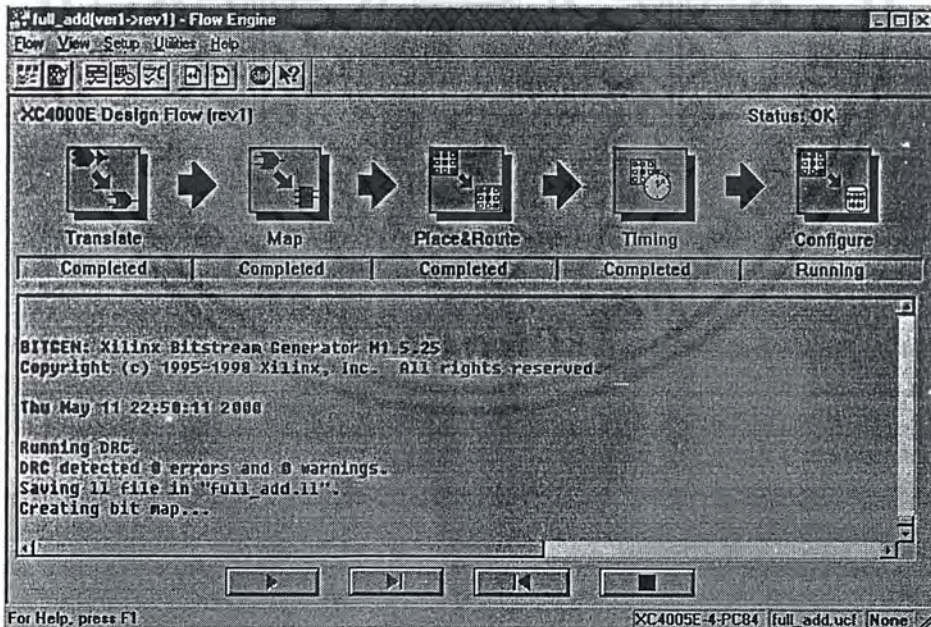 full_add(ver1->rev1) - Flow Engine
Flow View Setup Utilities Help
XC4000E Design Flow (rev1)
Status: OK
Translate
Map
Place&Route
Timing
Configure
Completed
Completed
Completed
Completed
Running
BITGEN: Xilinx Bitstream Generator M1.5.25
Copyright (c) 1995-1998 Xilinx, Inc. All rights reserved.
Thu May 11 22:50:11 2000
Running DRC.
DRC detected 0 errors and 0 warnings.
Saving ll file in "full_add.ll".
Creating bit map...
For Help, press F1
XC4005E-4-PC84
full_add.ucf
None